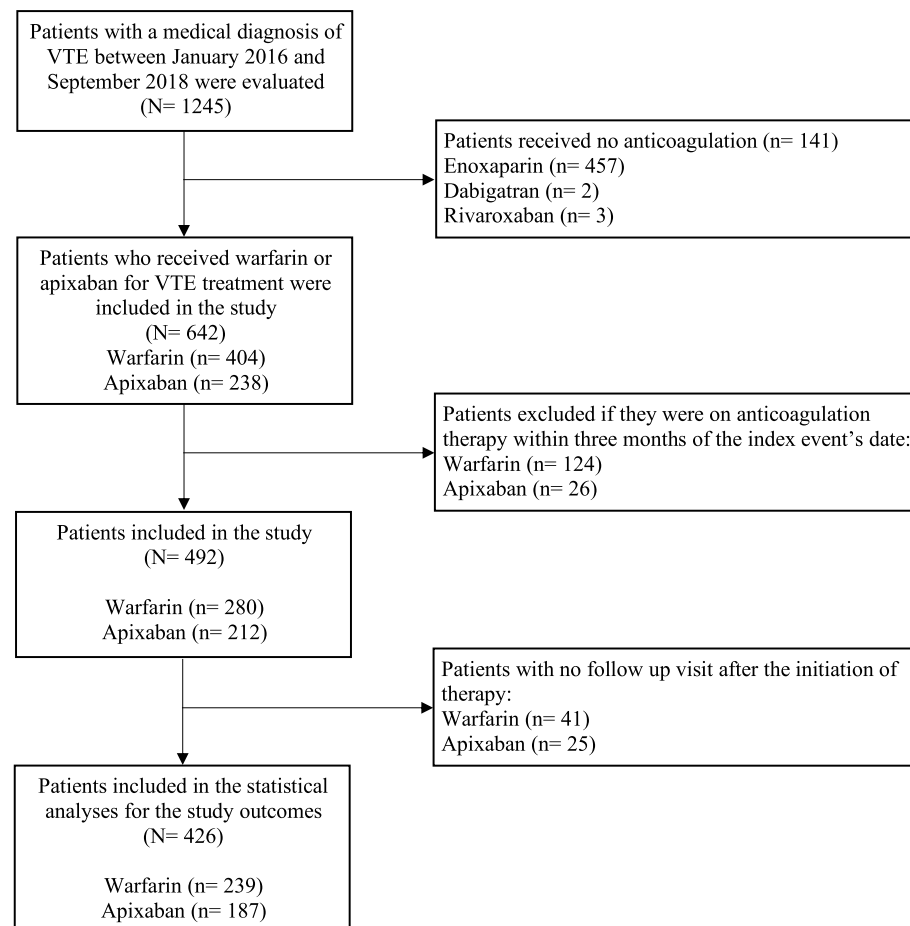 Patients with a medical diagnosis of
VTE between January 2016 and
September 2018 were evaluated
(N= 1245)
Patients received no anticoagulation (n= 141)
Enoxaparin (n= 457)
Dabigatran (n= 2)
Rivaroxaban (n= 3)
Patients who received warfarin or
apixaban for VTE treatment were
included in the study
(N= 642)
Warfarin (n= 404)
Apixaban (n= 238)
Patients excluded if they were on anticoagulation
therapy within three months of the index event's date:
Warfarin (n= 124)
Apixaban (n= 26)
Patients included in the study
(N= 492)
Warfarin (n= 280)
Apixaban (n= 212)
Patients with no follow up visit after the initiation of
therapy:
Warfarin (n= 41)
Apixaban (n= 25)
Patients included in the statistical
analyses for the study outcomes
(N= 426)
Warfarin (n= 239)
Apixaban (n= 187)